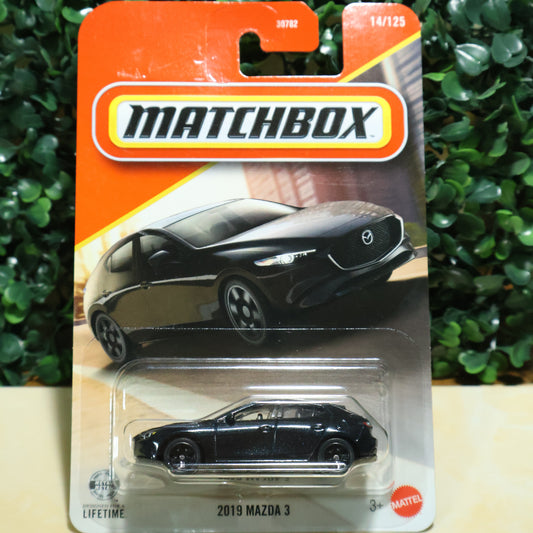 30782
14/125
MATCHBOX
LIFETIME
2019 MAZDA 3
3+
MATTEL